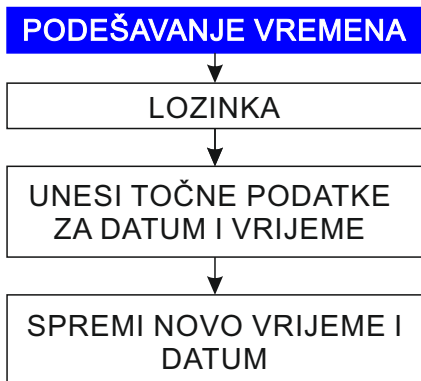 PODEŠAVANJE VREMENA
LOZINKA
UNESI TOČNE PODATKE
ZA DATUM I VRIJEME
SPREMI NOVO VRIJEME I
DATUM